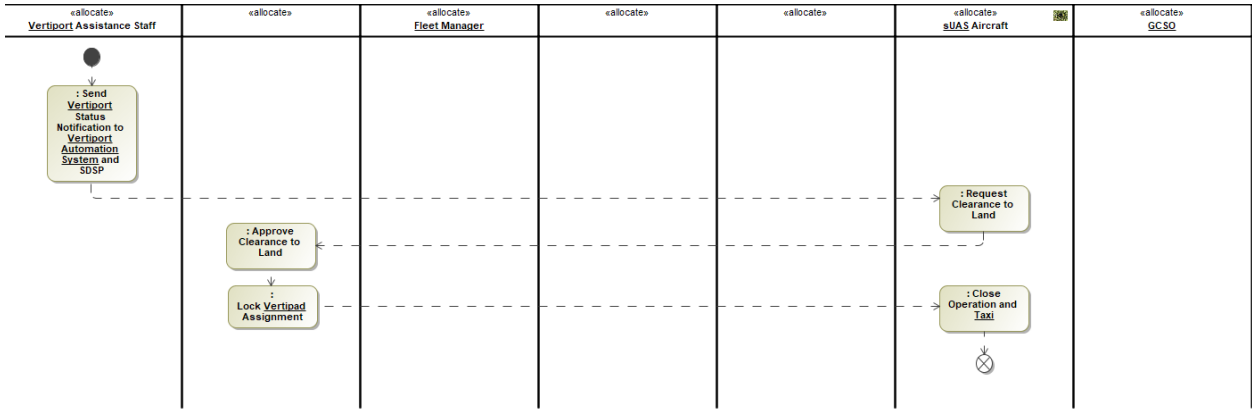 «allocate»
Vertiport Assistance Staff
«allocate»
«allocate»
Fleet Manager
«allocate»
«allocate»
«allocate»
sUAS Aircraft
«allocate»
GCSO
: Send
Vertiport
Status
Notification to
Vertiport
Automation
System and
SDSP
: Request
Clearance to
Land
: Approve
Clearance to
Land
:
Lock Vertipad
Assignment
: Close
Operation and
Taxi